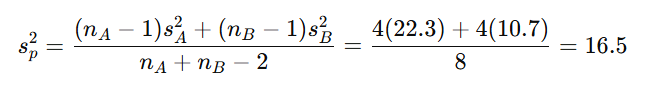 s_p^2 = \frac{(n_A − 1)s_A^2 + (n_B − 1)s_B^2}{n_A + n_B − 2} = \frac{4(22.3) + 4(10.7)}{8} = 16.5